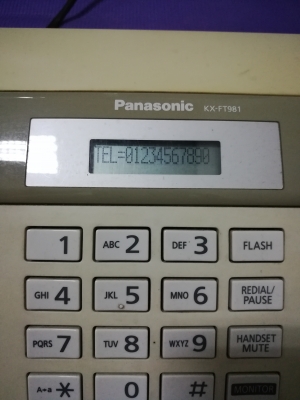 Panasonic KX-FT981
TEL=01234567890
1 ABC 2 DEF 3 FLASH
GHI 4 JKL 5 MNO 6 REDIAL/
PAUSE
PQRS 7 TUV 8 WXYZ 9 HANDSET
MUTE
A→a * 0 # MONITOR